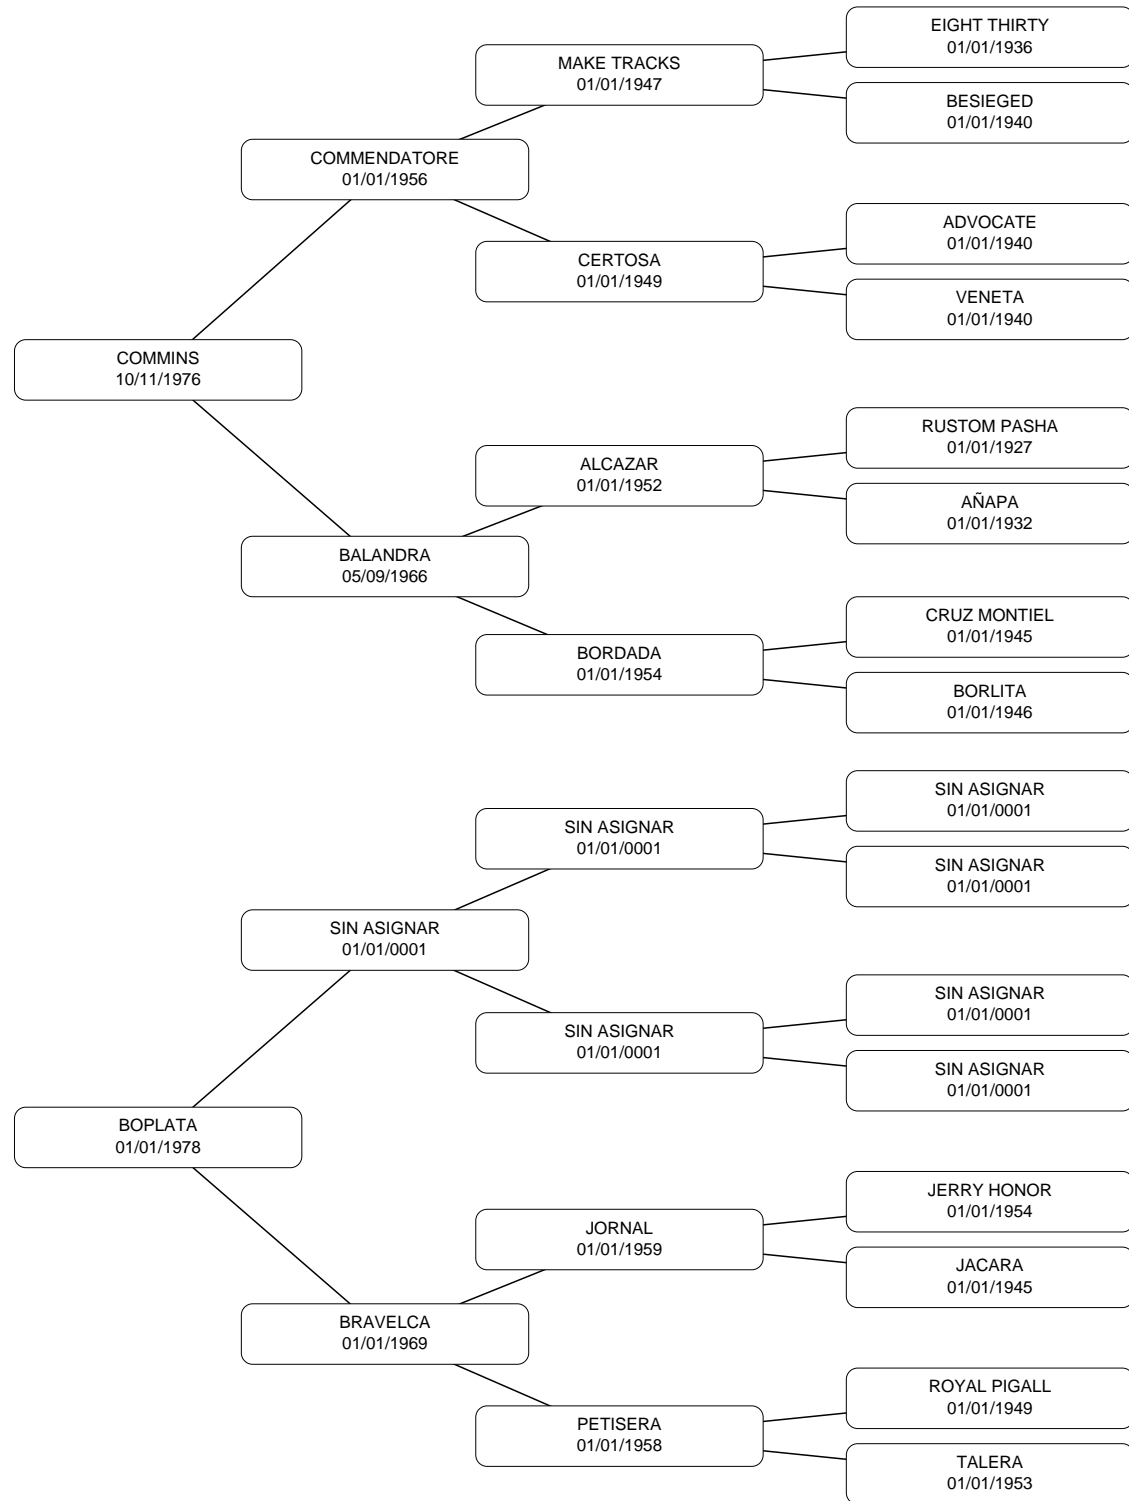 EIGHT THIRTY
01/01/1936
MAKE TRACKS
01/01/1947
BESIEGED
01/01/1940
COMMENDATORE
01/01/1956
ADVOCATE
01/01/1940
CERTOSA
01/01/1949
VENETA
01/01/1940
COMMINS
10/11/1976
RUSTOM PASHA
01/01/1927
ALCAZAR
01/01/1952
AÑAPA
01/01/1932
BALANDRA
05/09/1966
CRUZ MONTIEL
01/01/1945
BORDADA
01/01/1954
BORLITA
01/01/1946
SIN ASIGNAR
01/01/0001
SIN ASIGNAR
01/01/0001
SIN ASIGNAR
01/01/0001
SIN ASIGNAR
01/01/0001
SIN ASIGNAR
01/01/0001
SIN ASIGNAR
01/01/0001
SIN ASIGNAR
01/01/0001
BOPLATA
01/01/1978
JERRY HONOR
01/01/1954
JORNAL
01/01/1959
JACARA
01/01/1945
BRAVELCA
01/01/1969
ROYAL PIGALL
01/01/1949
PETISERA
01/01/1958
TALERA
01/01/1953